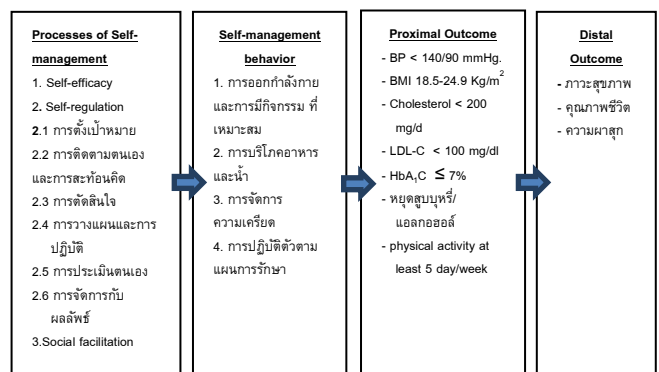 Processes of Self-
management
1. Self-efficacy
2. Self-regulation
2.1 การตั้งเป้าหมาย
2.2 การติดตามตนเอง
และการสะท้อนคิด
2.3 การตัดสินใจ
2.4 การวางแผนและการ
ปฏิบัติ
2.5 การประเมินตนเอง
2.6 การจัดการกับ
ผลลัพธ์
3.Social facilitation
Self-management
behavior
1. การออกกำลังกาย
และการมีกิจกรรม ที่
เหมาะสม
2. การบริโภคอาหาร
และน้ำ
3. การจัดการ
ความเครียด
4. การปฏิบัติตัวตาม
แผนการรักษา
Proximal Outcome
- BP < 140/90 mmHg.
- BMI 18.5-24.9 Kg/m²
- Cholesterol < 200
mg/d
- LDL-C < 100 mg/dl
- HbA₁C ≤ 7%
- หยุดสูบบุหรี่/
แอลกอฮอล์
- physical activity at
least 5 day/week
Distal
Outcome
- ภาวะสุขภาพ
- คุณภาพชีวิต
- ความผาสุก